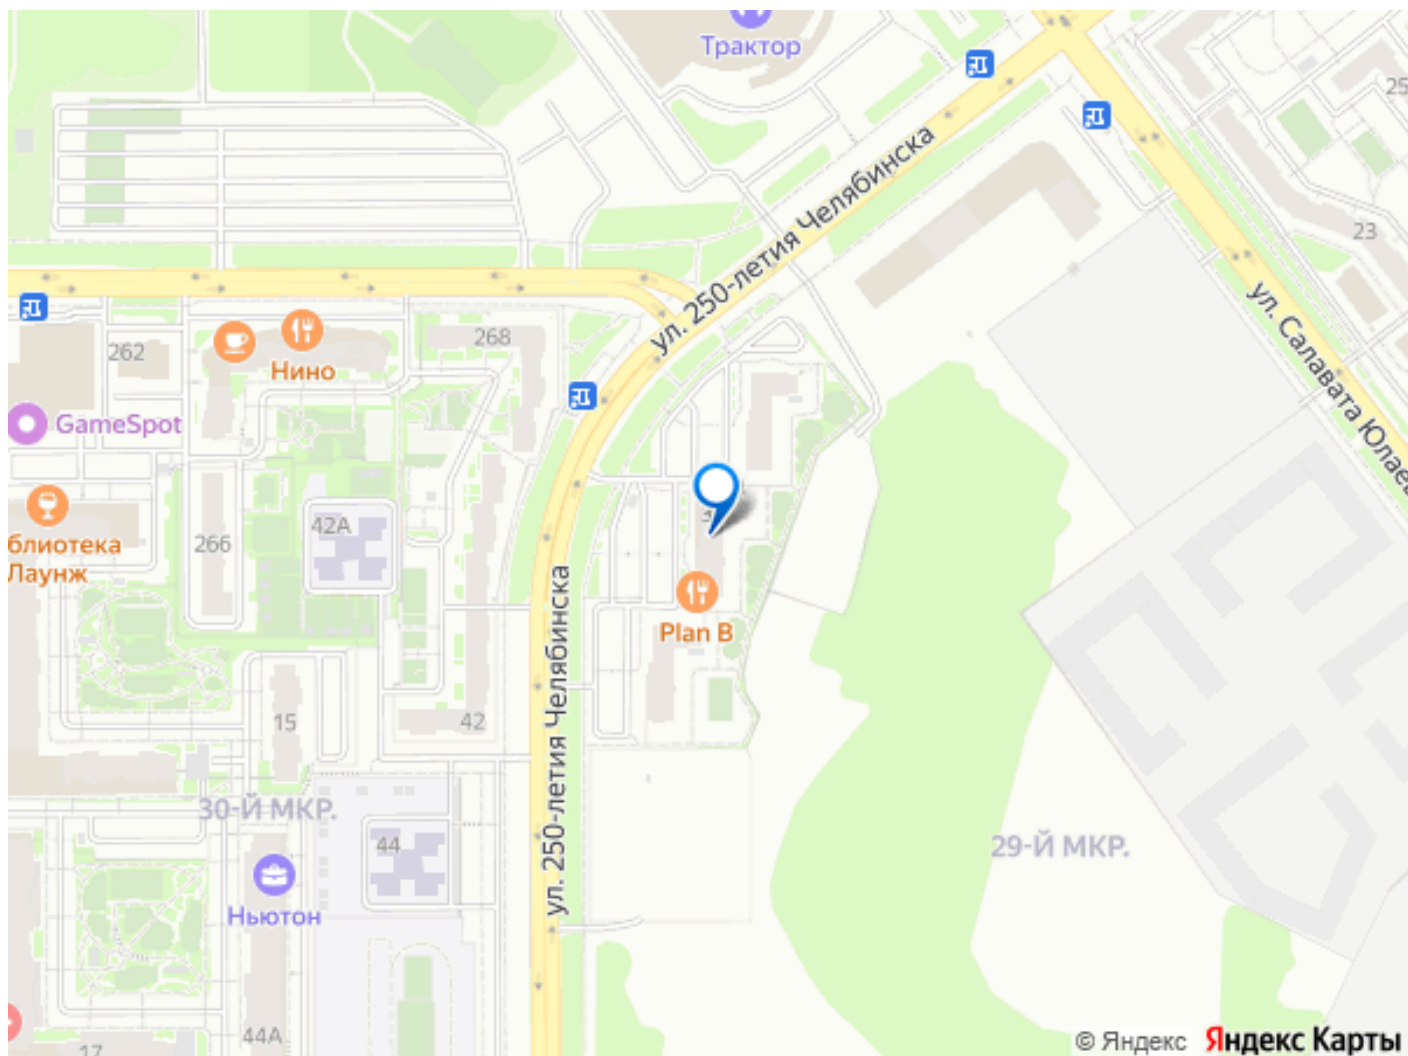 Трактор
25
ул. 250-летия Челябинска
23
ул. Салавата Юлаев
262
268
Нино
GameSpot
42А
266
блиотека
Лаунж
Plan B
ул. 250-летия Челябинска
15
42
30-Й МКР.
44
29-Й МКР.
Ньютон
44А
17
© Яндекс Яндекс Карты